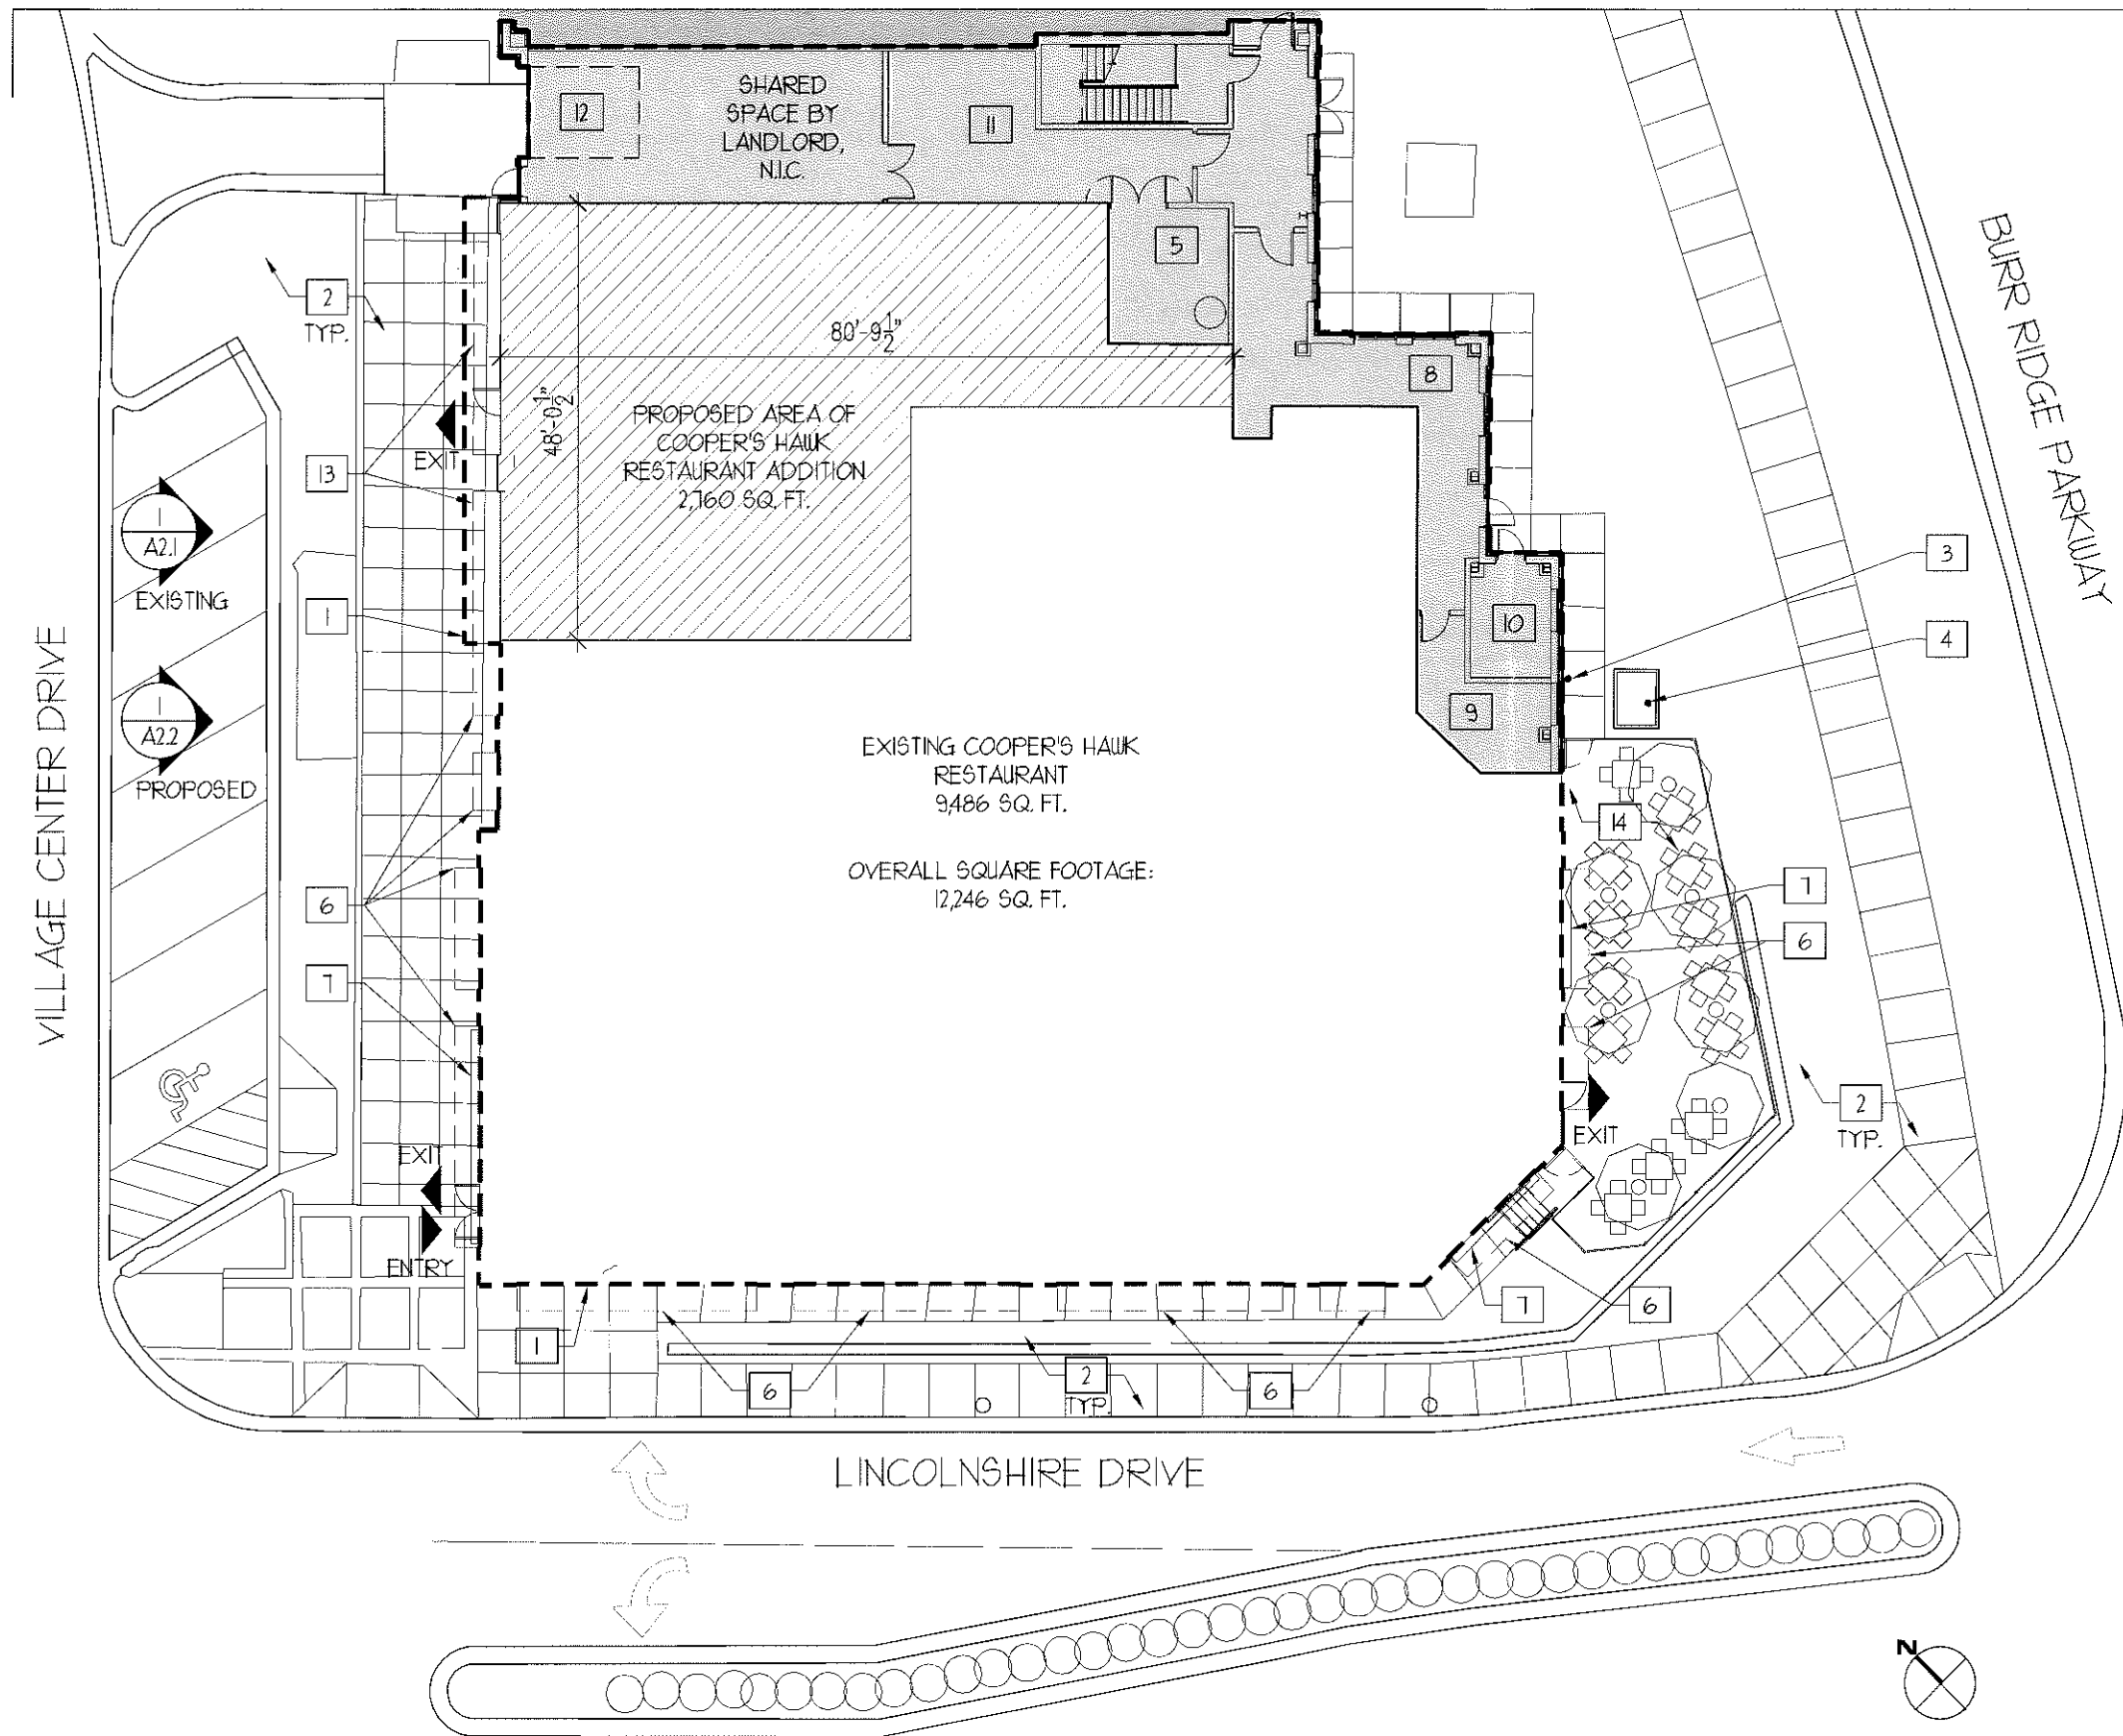 SHARED
SPACE BY
LANDLORD,
N.I.C.
12
11
5
2
TYP.
80'-9 1/2"
48'-0 1/2"
8
BURR RIDGE PARKWAY
PROPOSED AREA OF
COOPER'S HAWK
RESTAURANT ADDITION
2,760 SQ. FT.
EXIT
13
1
A2.1
EXISTING
1
3
10
4
9
VILLAGE CENTER DRIVE
1
A2.2
PROPOSED
EXISTING COOPER'S HAWK
RESTAURANT
9,486 SQ. FT.
14
OVERALL SQUARE FOOTAGE:
12,246 SQ. FT.
7
6
6
7
2
TYP.
EXIT
EXIT
ENTRY
7
6
1
6
2
TYP.
6
LINCOLNSHIRE DRIVE
N